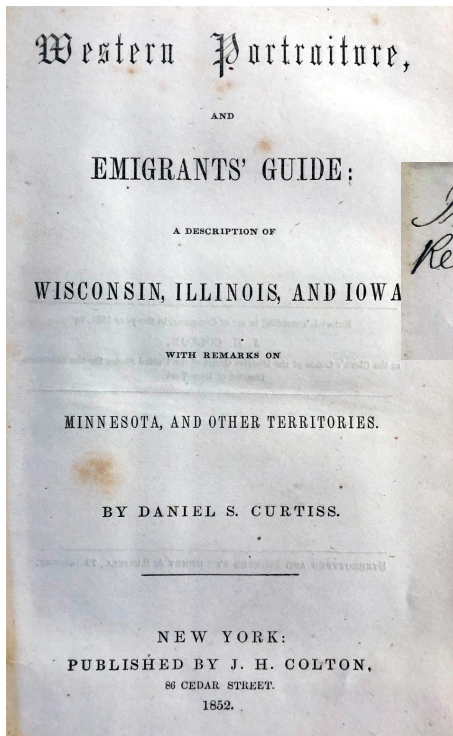 Western Portraiture,
AND
EMIGRANTS' GUIDE:
A DESCRIPTION OF
WISCONSIN, ILLINOIS, AND IOWA
WITH REMARKS ON
MINNESOTA, AND OTHER TERRITORIES.
BY DANIEL S. CURTISS.
NEW YORK:
PUBLISHED BY J. H. COLTON,
86 CEDAR STREET.
1852.